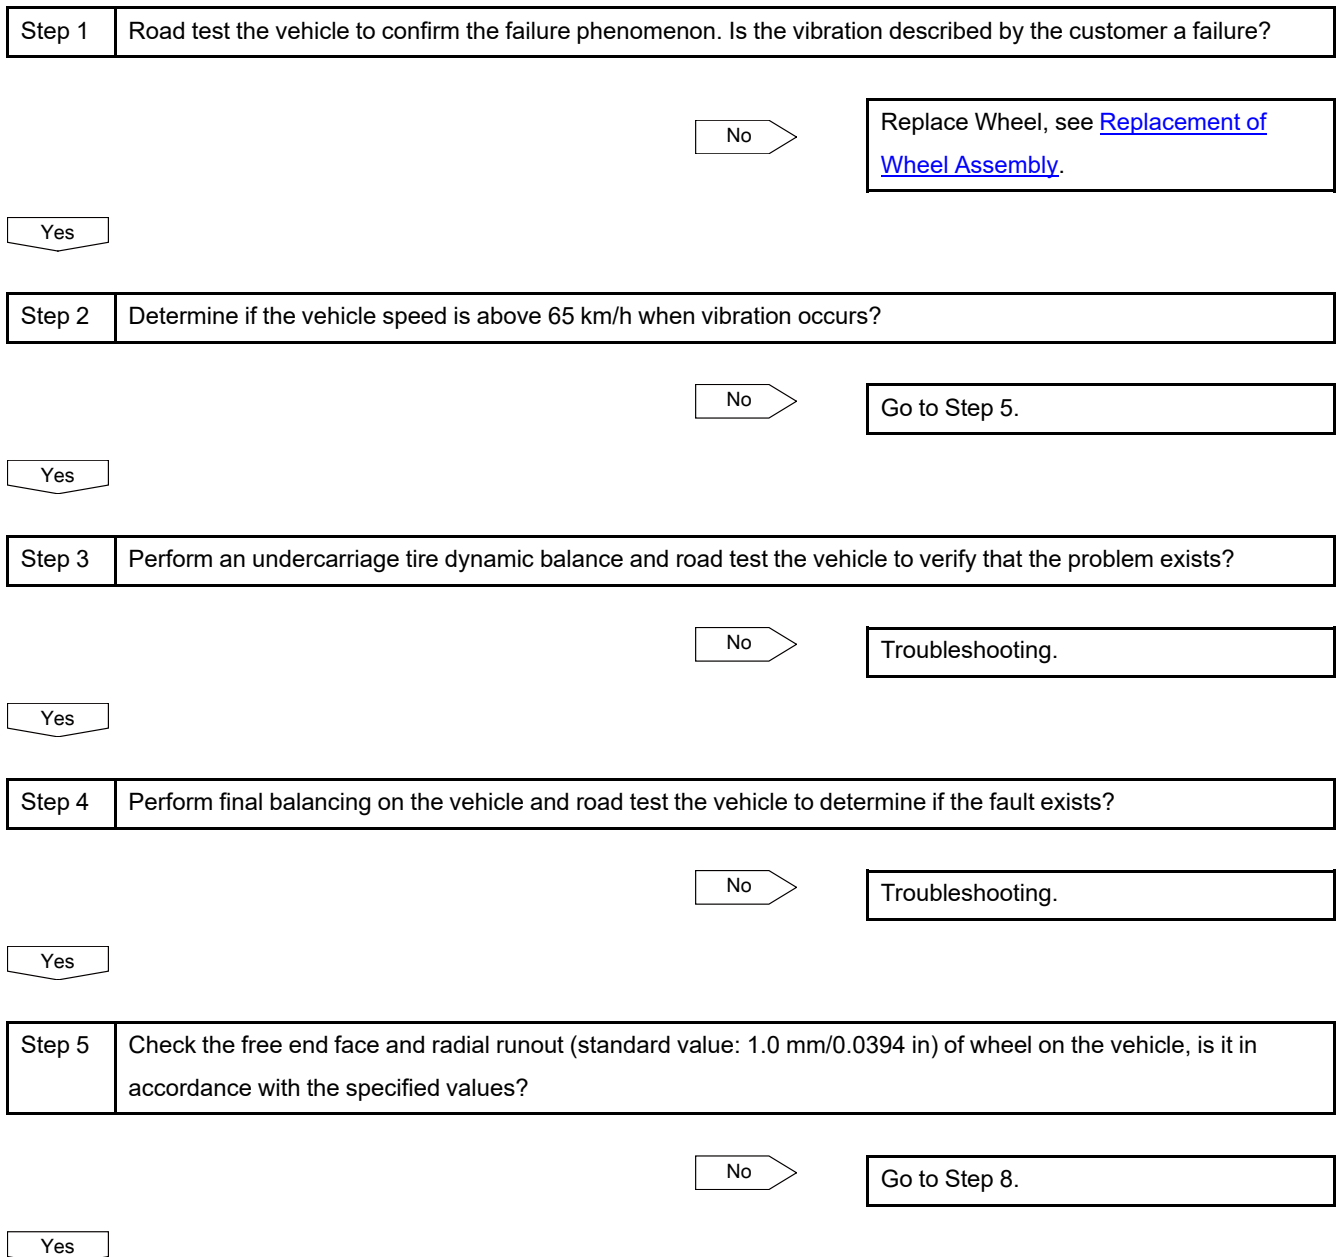 Step 1 Road test the vehicle to confirm the failure phenomenon. Is the vibration described by the customer a failure?
No Replace Wheel, see Replacement of
Wheel Assembly.
Yes
Step 2 Determine if the vehicle speed is above 65 km/h when vibration occurs?
No Go to Step 5.
Yes
Step 3 Perform an undercarriage tire dynamic balance and road test the vehicle to verify that the problem exists?
No Troubleshooting.
Yes
Step 4 Perform final balancing on the vehicle and road test the vehicle to determine if the fault exists?
No Troubleshooting.
Yes
Step 5 Check the free end face and radial runout (standard value: 1.0 mm/0.0394 in) of wheel on the vehicle, is it in
accordance with the specified values?
No Go to Step 8.
Yes